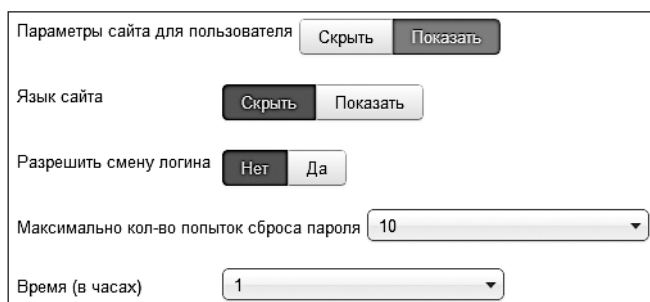 Параметры сайта для пользователя Скрыть Показать
Язык сайта Скрыть Показать
Разрешить смену логина Нет Да
Максимально кол-во попыток сброса пароля 10
Время (в часах) 1